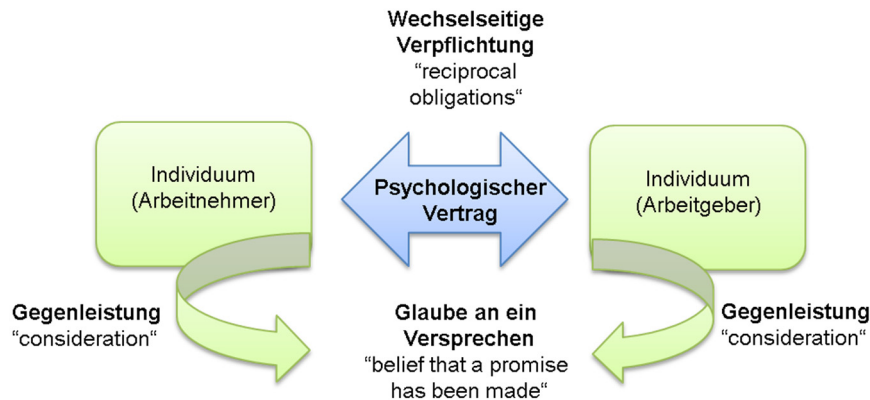 Wechselseitige
Verpflichtung
“reciprocal
obligations“
Individuum
(Arbeitnehmer)
Psychologischer
Vertrag
Individuum
(Arbeitgeber)
Gegenleistung
“consideration“
Glaube an ein
Versprechen
“belief that a promise
has been made“
Gegenleistung
“consideration“